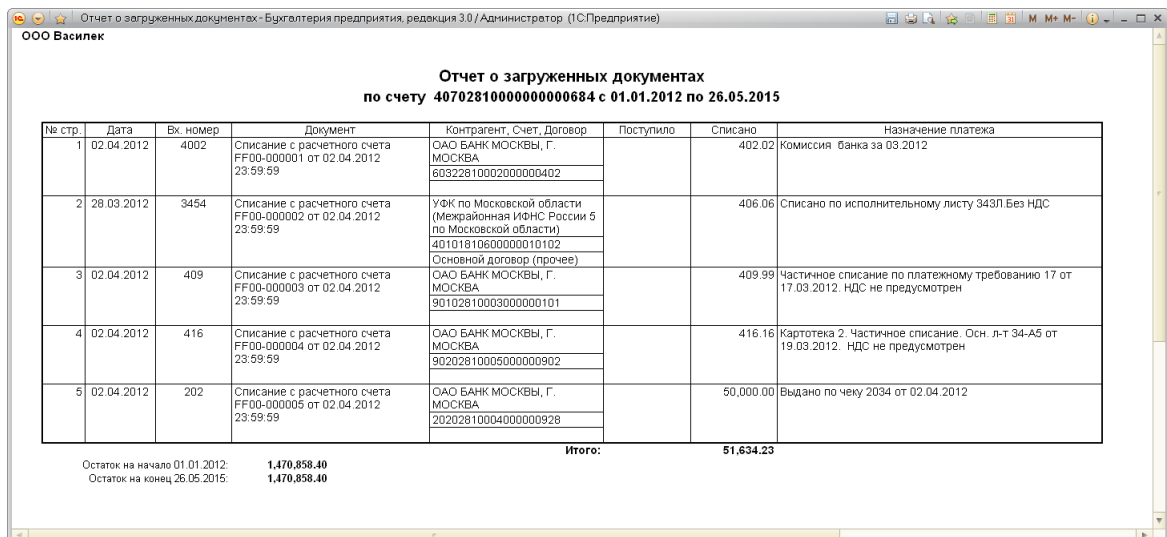 Отчет о загруженных документах - Бухгалтерия предприятия, редакция 3.0 / Администратор (1С:Предприятие)
M M+ M-
ООО Василек
Отчет о загруженных документах
по счету 40702810000000000684 с 01.01.2012 по 26.05.2015
№ стр. Дата Вх. номер Документ Контрагент, Счет, Договор Поступило Списано Назначение платежа
1 02.04.2012 4002 Списание с расчетного счета ОАО БАНК МОСКВЫ, Г. 402.02 Комиссия банка за 03.2012
FF00-000001 от 02.04.2012 МОСКВА
23:59:59 60322810002000000402
2 28.03.2012 3454 Списание с расчетного счета УФК по Московской области 406.06 Списано по исполнительному листу 343Л.Без НДС
FF00-000002 от 02.04.2012 (Межрайонная ИФНС России 5
23:59:59 по Московской области)
40101810600000010102
Основной договор (прочее)
3 02.04.2012 409 Списание с расчетного счета ОАО БАНК МОСКВЫ, Г. 409.99 Частичное списание по платежному требованию 17 от
FF00-000003 от 02.04.2012 МОСКВА 17.03.2012. НДС не предусмотрен
23:59:59 90102810003000000101
4 02.04.2012 416 Списание с расчетного счета ОАО БАНК МОСКВЫ, Г. 416.16 Картотека 2. Частичное списание. Осн. л-т 34-А5 от
FF00-000004 от 02.04.2012 МОСКВА 19.03.2012. НДС не предусмотрен
23:59:59 90202810005000000902
5 02.04.2012 202 Списание с расчетного счета ОАО БАНК МОСКВЫ, Г. 50,000.00 Выдано по чеку 2034 от 02.04.2012
FF00-000005 от 02.04.2012 МОСКВА
23:59:59 20202810004000000928
Итого: 51,634.23
Остаток на начало 01.01.2012: 1,470,858.40
Остаток на конец 26.05.2015: 1,470,858.40